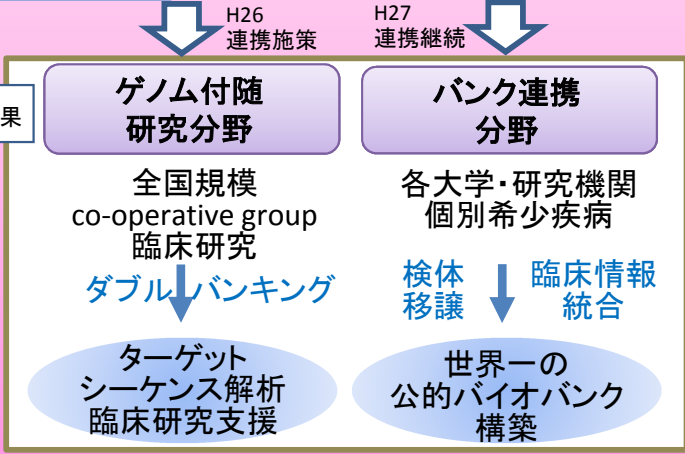 H26
連携施策
H27
連携継続
果
ゲノム付随
研究分野
バンク連携
分野
全国規模
co-operative group
臨床研究
各大学・研究機関
個別希少疾病
ダブルバンキング
検体
移譲
臨床情報
統合
ターゲット
シーケンス解析
臨床研究支援
世界一の
公的バイオバンク
構築